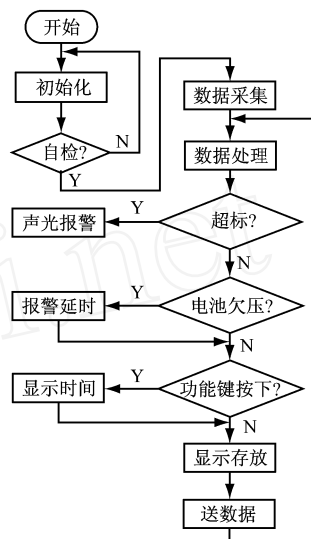 开始
初始化
自检?
N
Y
数据采集
数据处理
超标?
Y
声光报警
N
电池欠压?
Y
报警延时
N
功能键按下?
Y
显示时间
N
显示存放
送数据